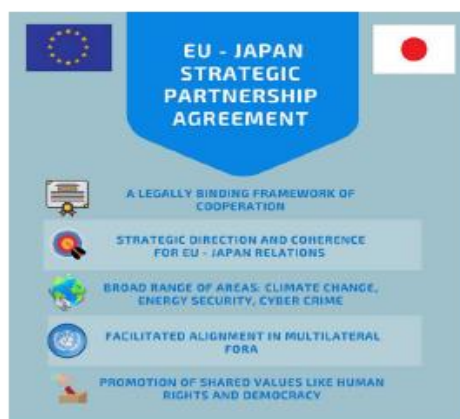 EU - JAPAN
STRATEGIC
PARTNERSHIP
AGREEMENT
A LEGALLY BINDING FRAMEWORK OF
COOPERATION
STRATEGIC DIRECTION AND COHERENCE
FOR EU - JAPAN RELATIONS
BROAD RANGE OF AREAS: CLIMATE CHANGE,
ENERGY SECURITY, CYBER CRIME
FACILITATED ALIGNMENT IN MULTILATERAL
FORA
PROMOTION OF SHARED VALUES LIKE HUMAN
RIGHTS AND DEMOCRACY